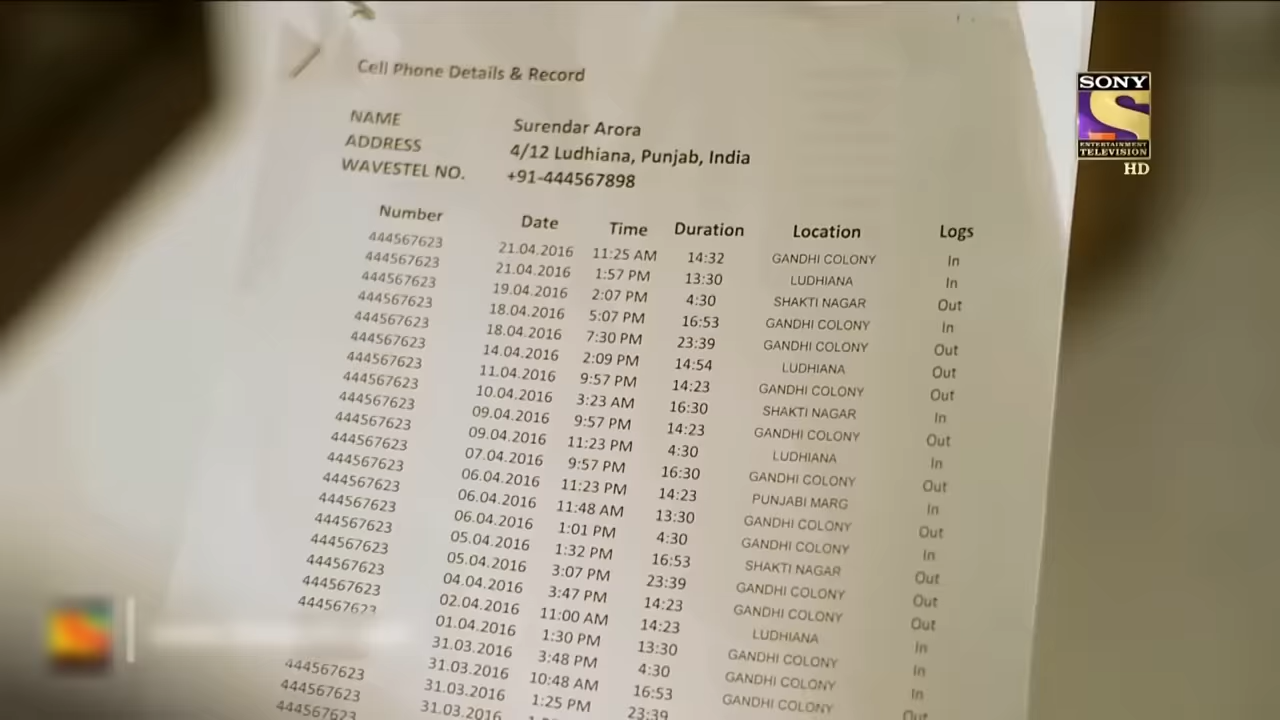 SONY
ENTERTAINMENT
TELEVISION
HD
Cell Phone Details & Record
NAME Surendar Arora
ADDRESS 4/12 Ludhiana, Punjab, India
WAVESTEL NO. +91-444567898
Number Date Time Duration Location Logs
444567623 21.04.2016 11:25 AM 14:32 GANDHI COLONY In
444567623 21.04.2016 1:57 PM 13:30 LUDHIANA In
444567623 19.04.2016 2:07 PM 4:30 SHAKTI NAGAR Out
444567623 18.04.2016 5:07 PM 16:53 GANDHI COLONY In
444567623 18.04.2016 7:30 PM 23:39 GANDHI COLONY Out
444567623 14.04.2016 2:09 PM 14:54 LUDHIANA Out
444567623 11.04.2016 9:57 PM 14:23 GANDHI COLONY Out
444567623 10.04.2016 3:23 AM 16:30 SHAKTI NAGAR In
444567623 09.04.2016 9:57 PM 14:23 GANDHI COLONY Out
444567623 09.04.2016 11:23 PM 4:30 LUDHIANA In
444567623 07.04.2016 9:57 PM 16:30 GANDHI COLONY Out
444567623 06.04.2016 11:23 PM 14:23 PUNJABI MARG In
444567623 06.04.2016 11:48 AM 13:30 GANDHI COLONY Out
444567623 06.04.2016 1:01 PM 4:30 GANDHI COLONY In
444567623 05.04.2016 1:32 PM 16:53 SHAKTI NAGAR Out
444567623 05.04.2016 3:07 PM 23:39 GANDHI COLONY Out
444567623 04.04.2016 3:47 PM 14:23 GANDHI COLONY Out
444567623 02.04.2016 11:00 AM 14:23 LUDHIANA In
444567623 01.04.2016 1:30 PM 13:30 GANDHI COLONY In
31.03.2016 3:48 PM 4:30 GANDHI COLONY In
31.03.2016 10:48 AM 16:53 GANDHI COLONY Out
444567623 31.03.2016 1:25 PM 23:39
444567623 31.03.2016
444567623